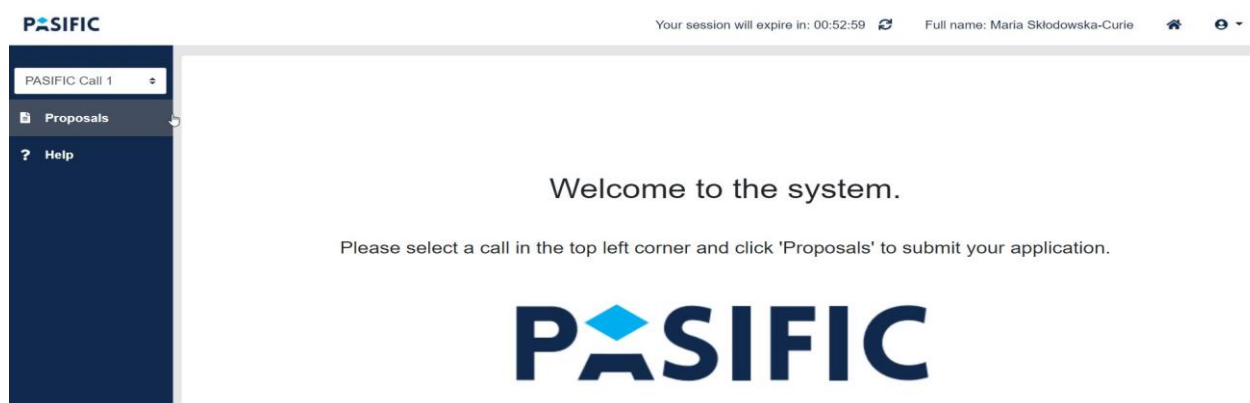 PASIFIC
Your session will expire in: 00:52:59
Full name: Maria Skłodowska-Curie
PASIFIC Call 1
Proposals
? Help
Welcome to the system.
Please select a call in the top left corner and click 'Proposals' to submit your application.
PASIFIC